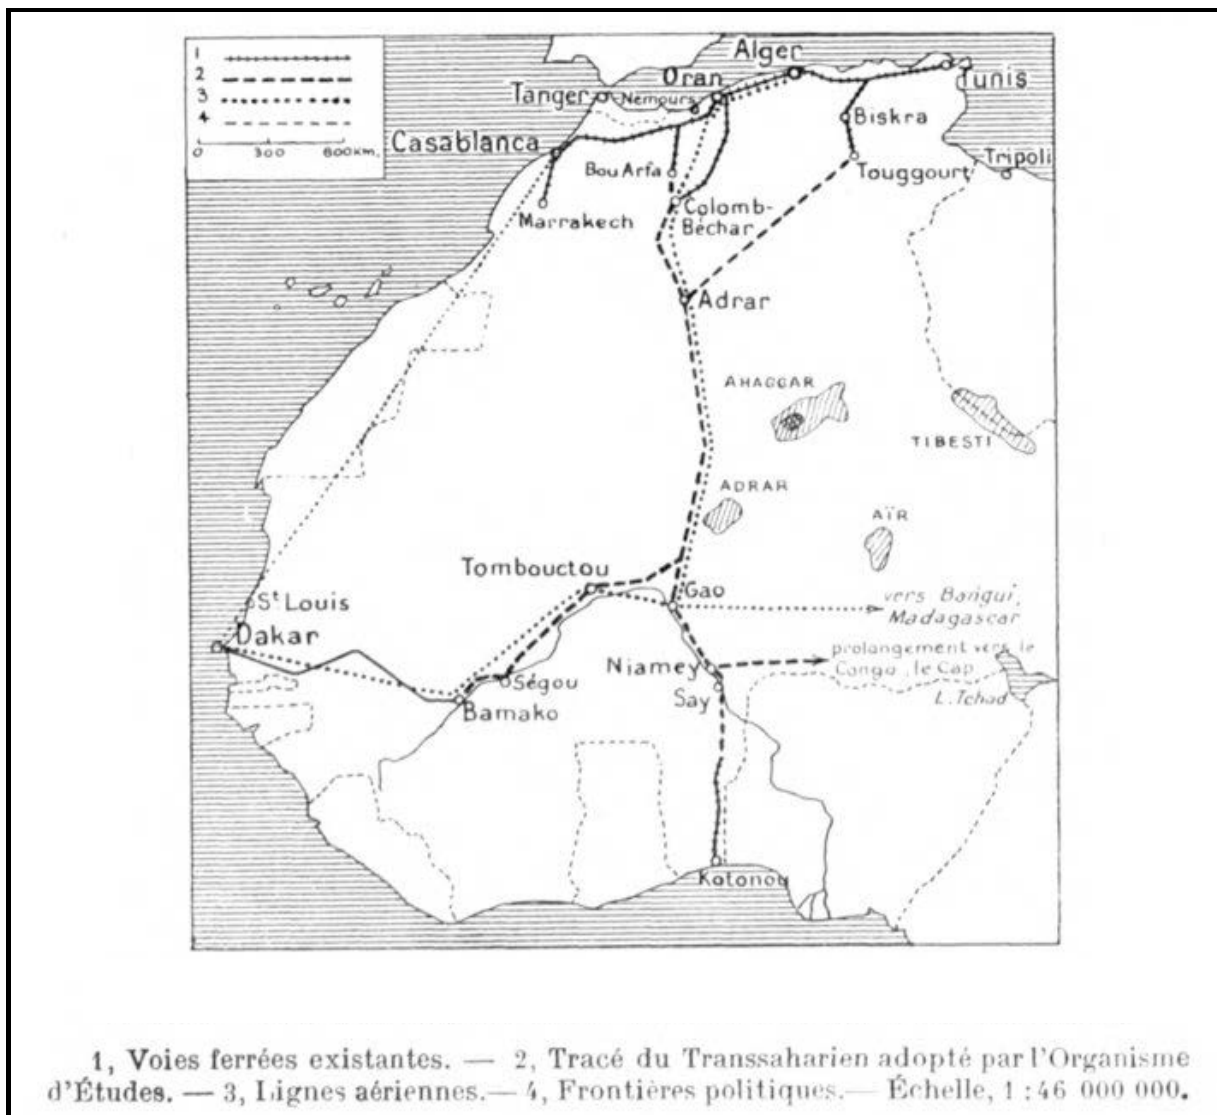 1
2
3
4
0 300 600km.
Alger
Oran
Tunis
Tanger
Nemours
Biskra
Casablanca
Tripoli
Bou Arfa
Touggourt
Marrakech
Colomb-
Béchar
Adrar
AHAGGAR
TIBESTI
ADRAR
AÏR
Tombouctou
Gao
vers Bangui,
Madagascar
St Louis
Dakar
prolongement vers le
Congo, le Cap
Niamey
Ségou
Say
L. Tchad
Bamako
Kotonou
1, Voies ferrées existantes. — 2, Tracé du Transsaharien adopté par l'Organisme
d'Études. — 3, Lignes aériennes. — 4, Frontières politiques. — Échelle, 1 : 46 000 000.